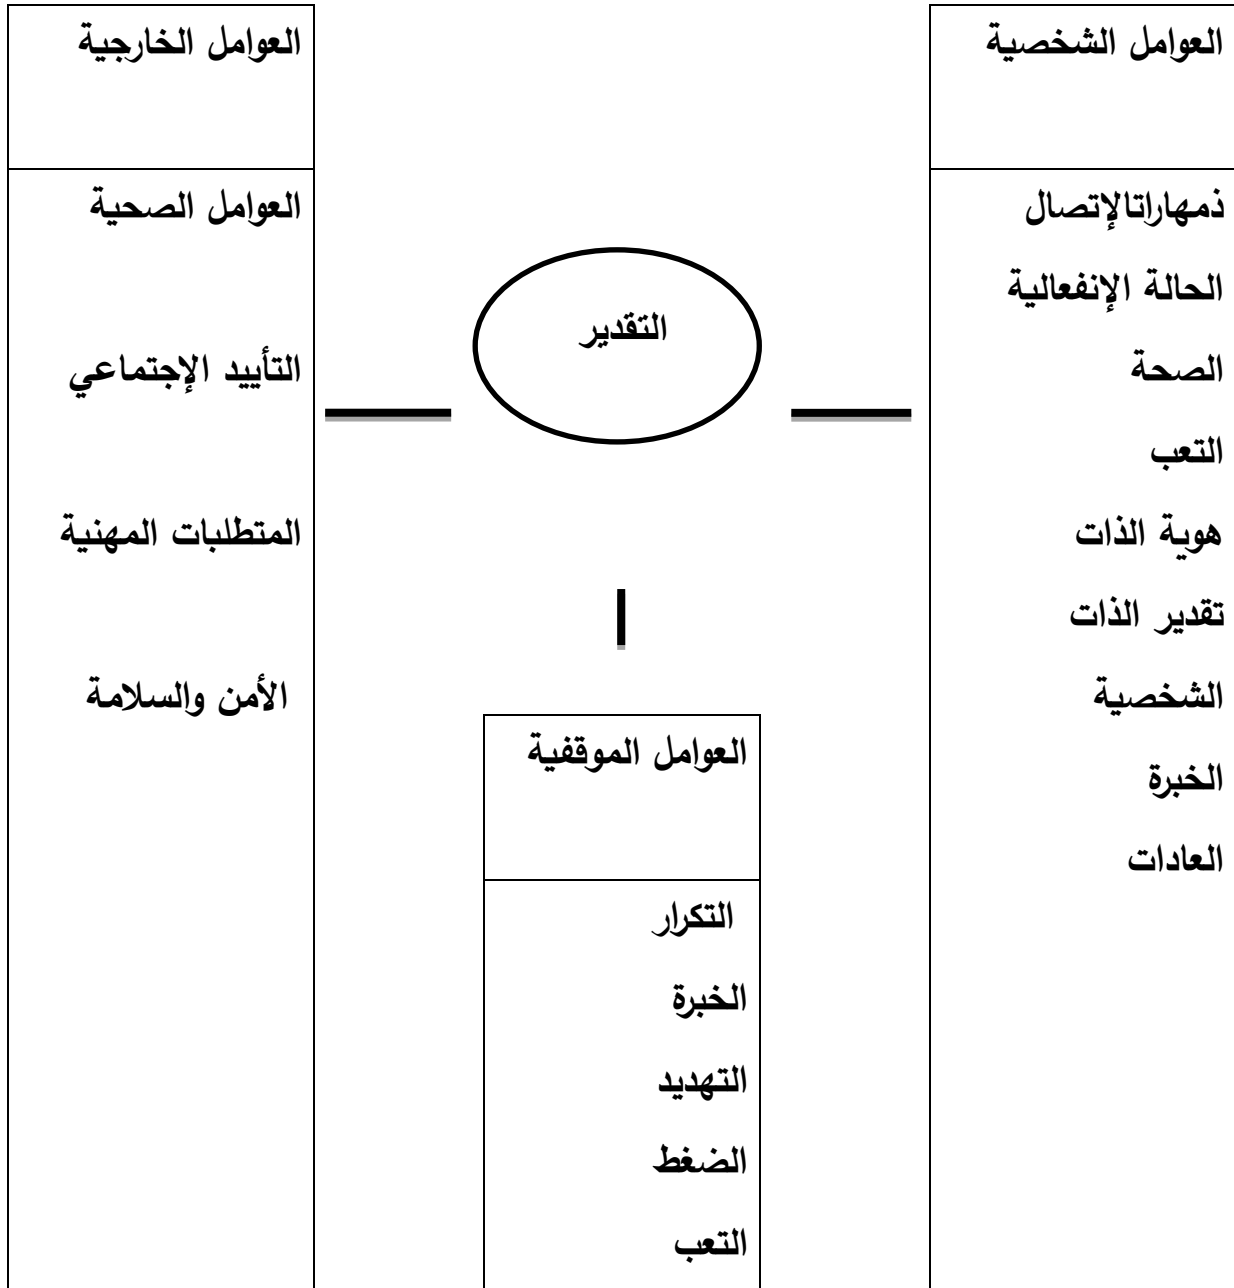 العوامل الشخصية
ذمهاراتالإتصال
الحالة الإنفعالية
الصحة
التعب
هوية الذات
تقدير الذات
الشخصية
الخبرة
العادات
التقدير
العوامل الموقفية
التكرار
الخبرة
التهديد
الضغط
التعب
العوامل الخارجية
العوامل الصحية
التأييد الإجتماعي
المتطلبات المهنية
الأمن والسلامة